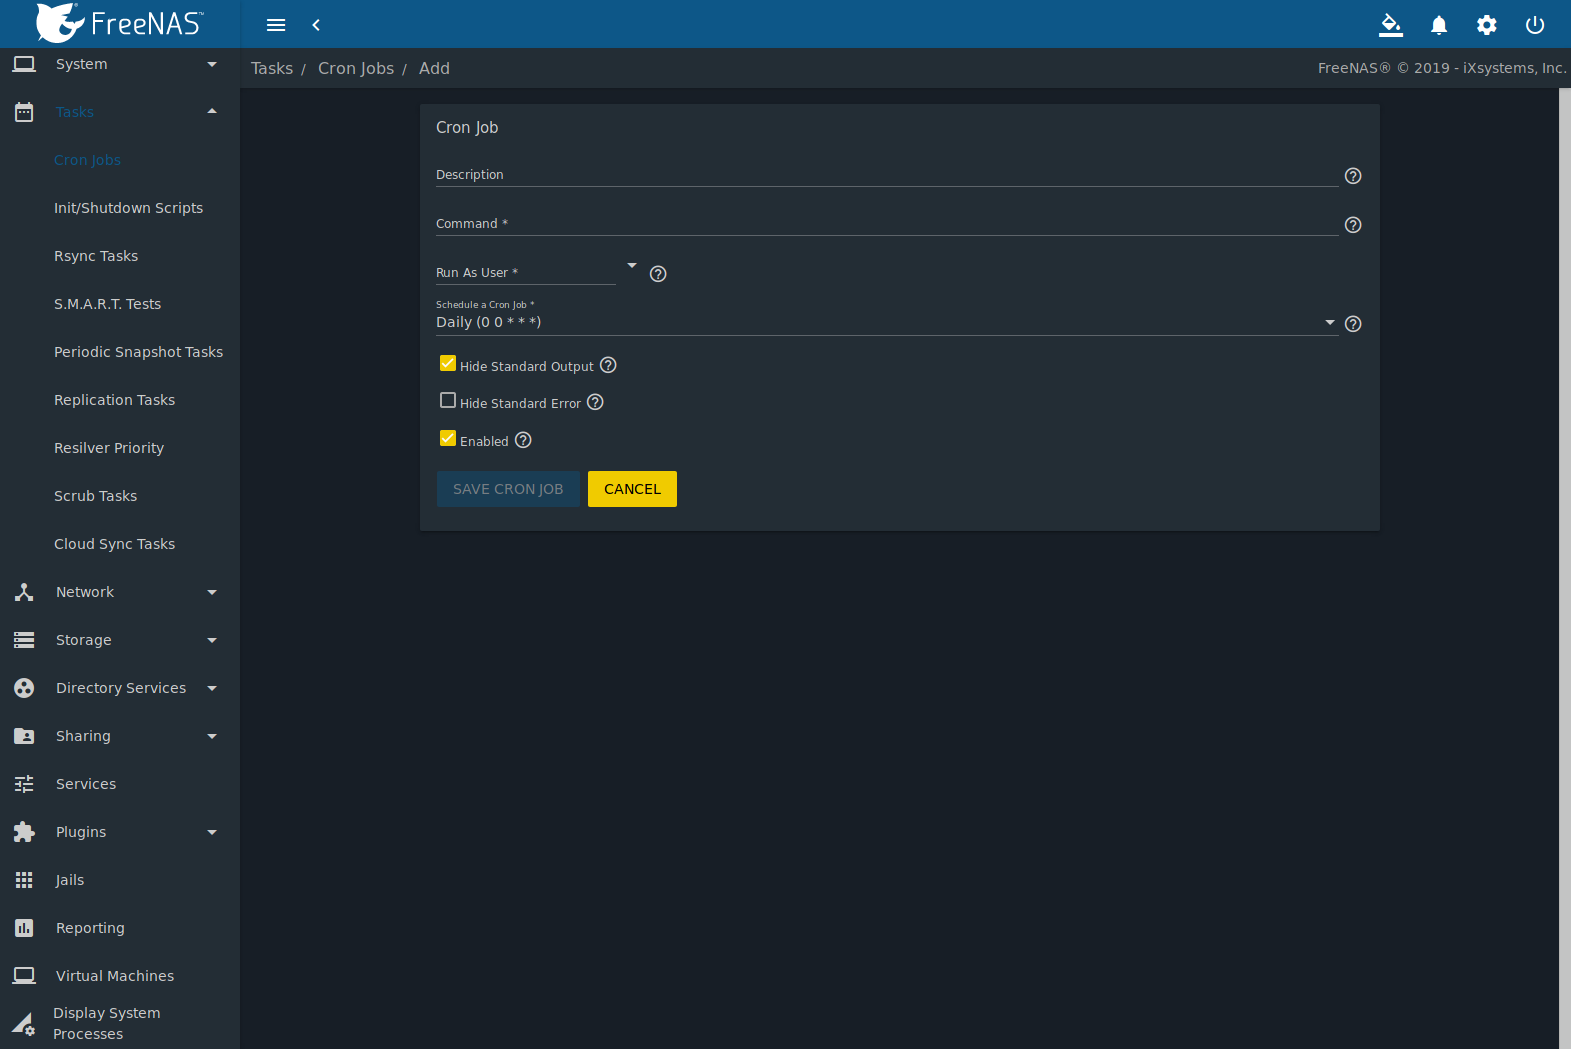 FreeNAS™
System
Tasks
Cron Jobs
Init/Shutdown Scripts
Rsync Tasks
S.M.A.R.T. Tests
Periodic Snapshot Tasks
Replication Tasks
Resilver Priority
Scrub Tasks
Cloud Sync Tasks
Network
Storage
Directory Services
Sharing
Services
Plugins
Jails
Reporting
Virtual Machines
Display System
Processes
Tasks / Cron Jobs / Add
FreeNAS® © 2019 - iXsystems, Inc.
Cron Job
Description
Command *
Run As User *
Schedule a Cron Job *
Daily (0 0 * * *)
Hide Standard Output
Hide Standard Error
Enabled
SAVE CRON JOB CANCEL